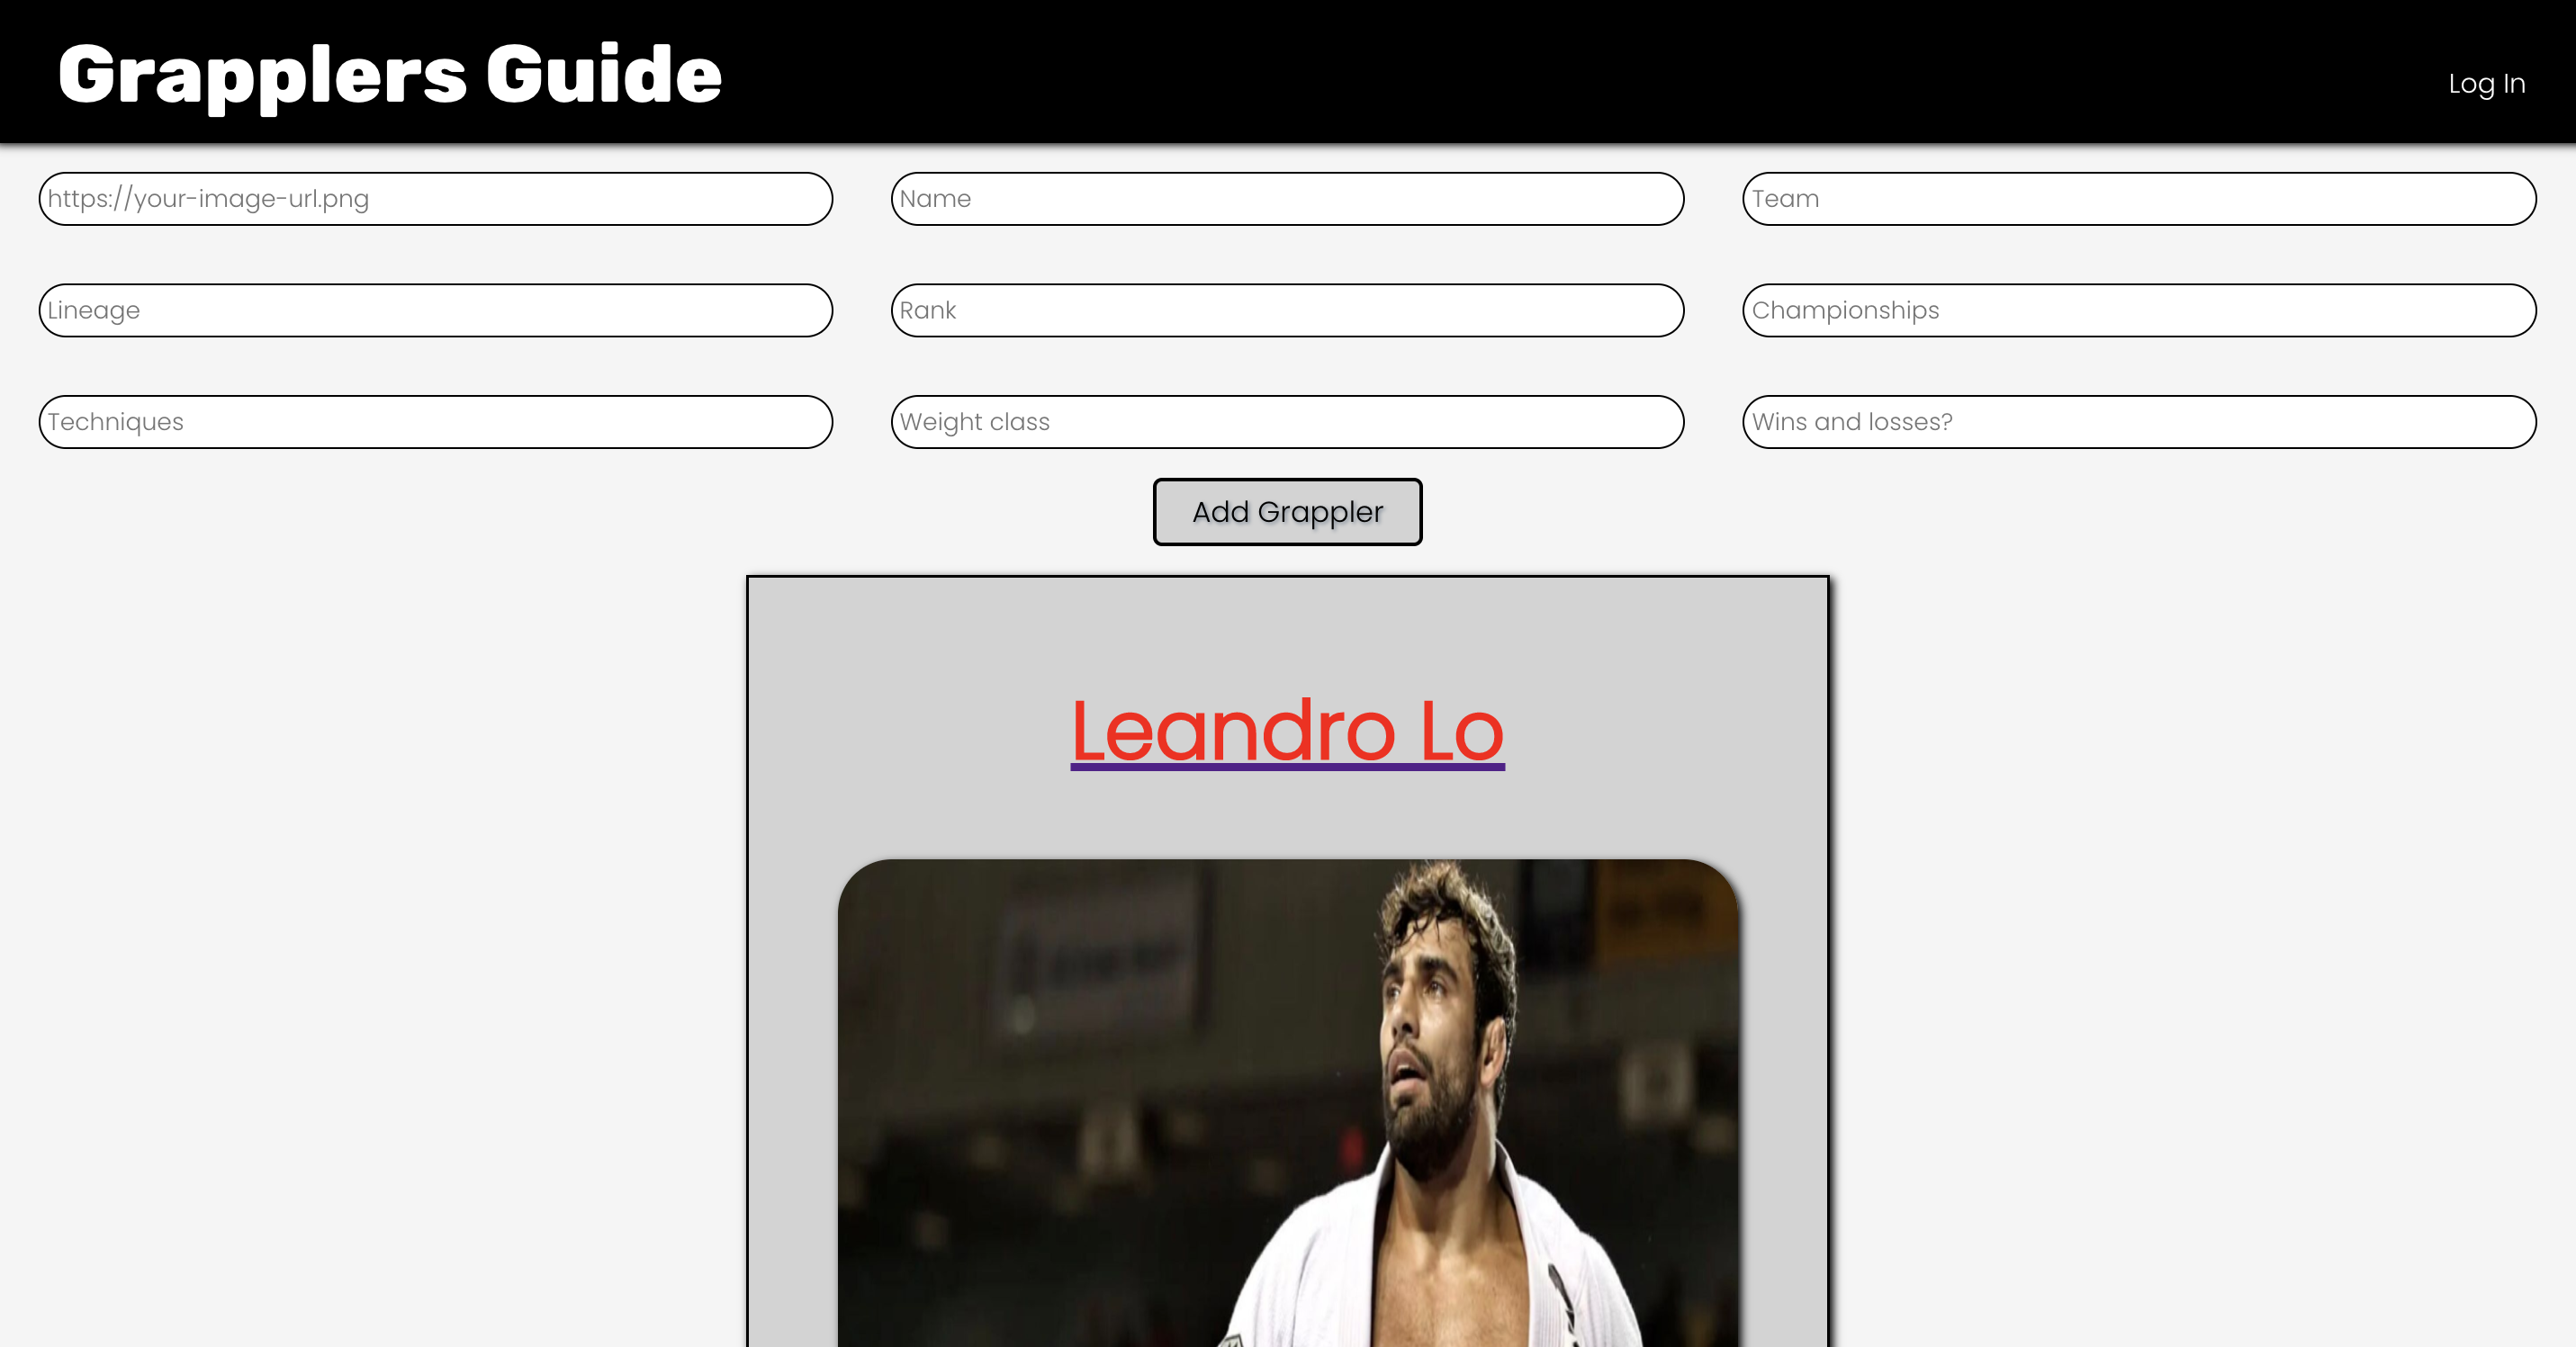 Grapplers Guide
Log In
https://your-image-url.png
Name
Team
Lineage
Rank
Championships
Techniques
Weight class
Wins and losses?
Add Grappler
Leandro Lo